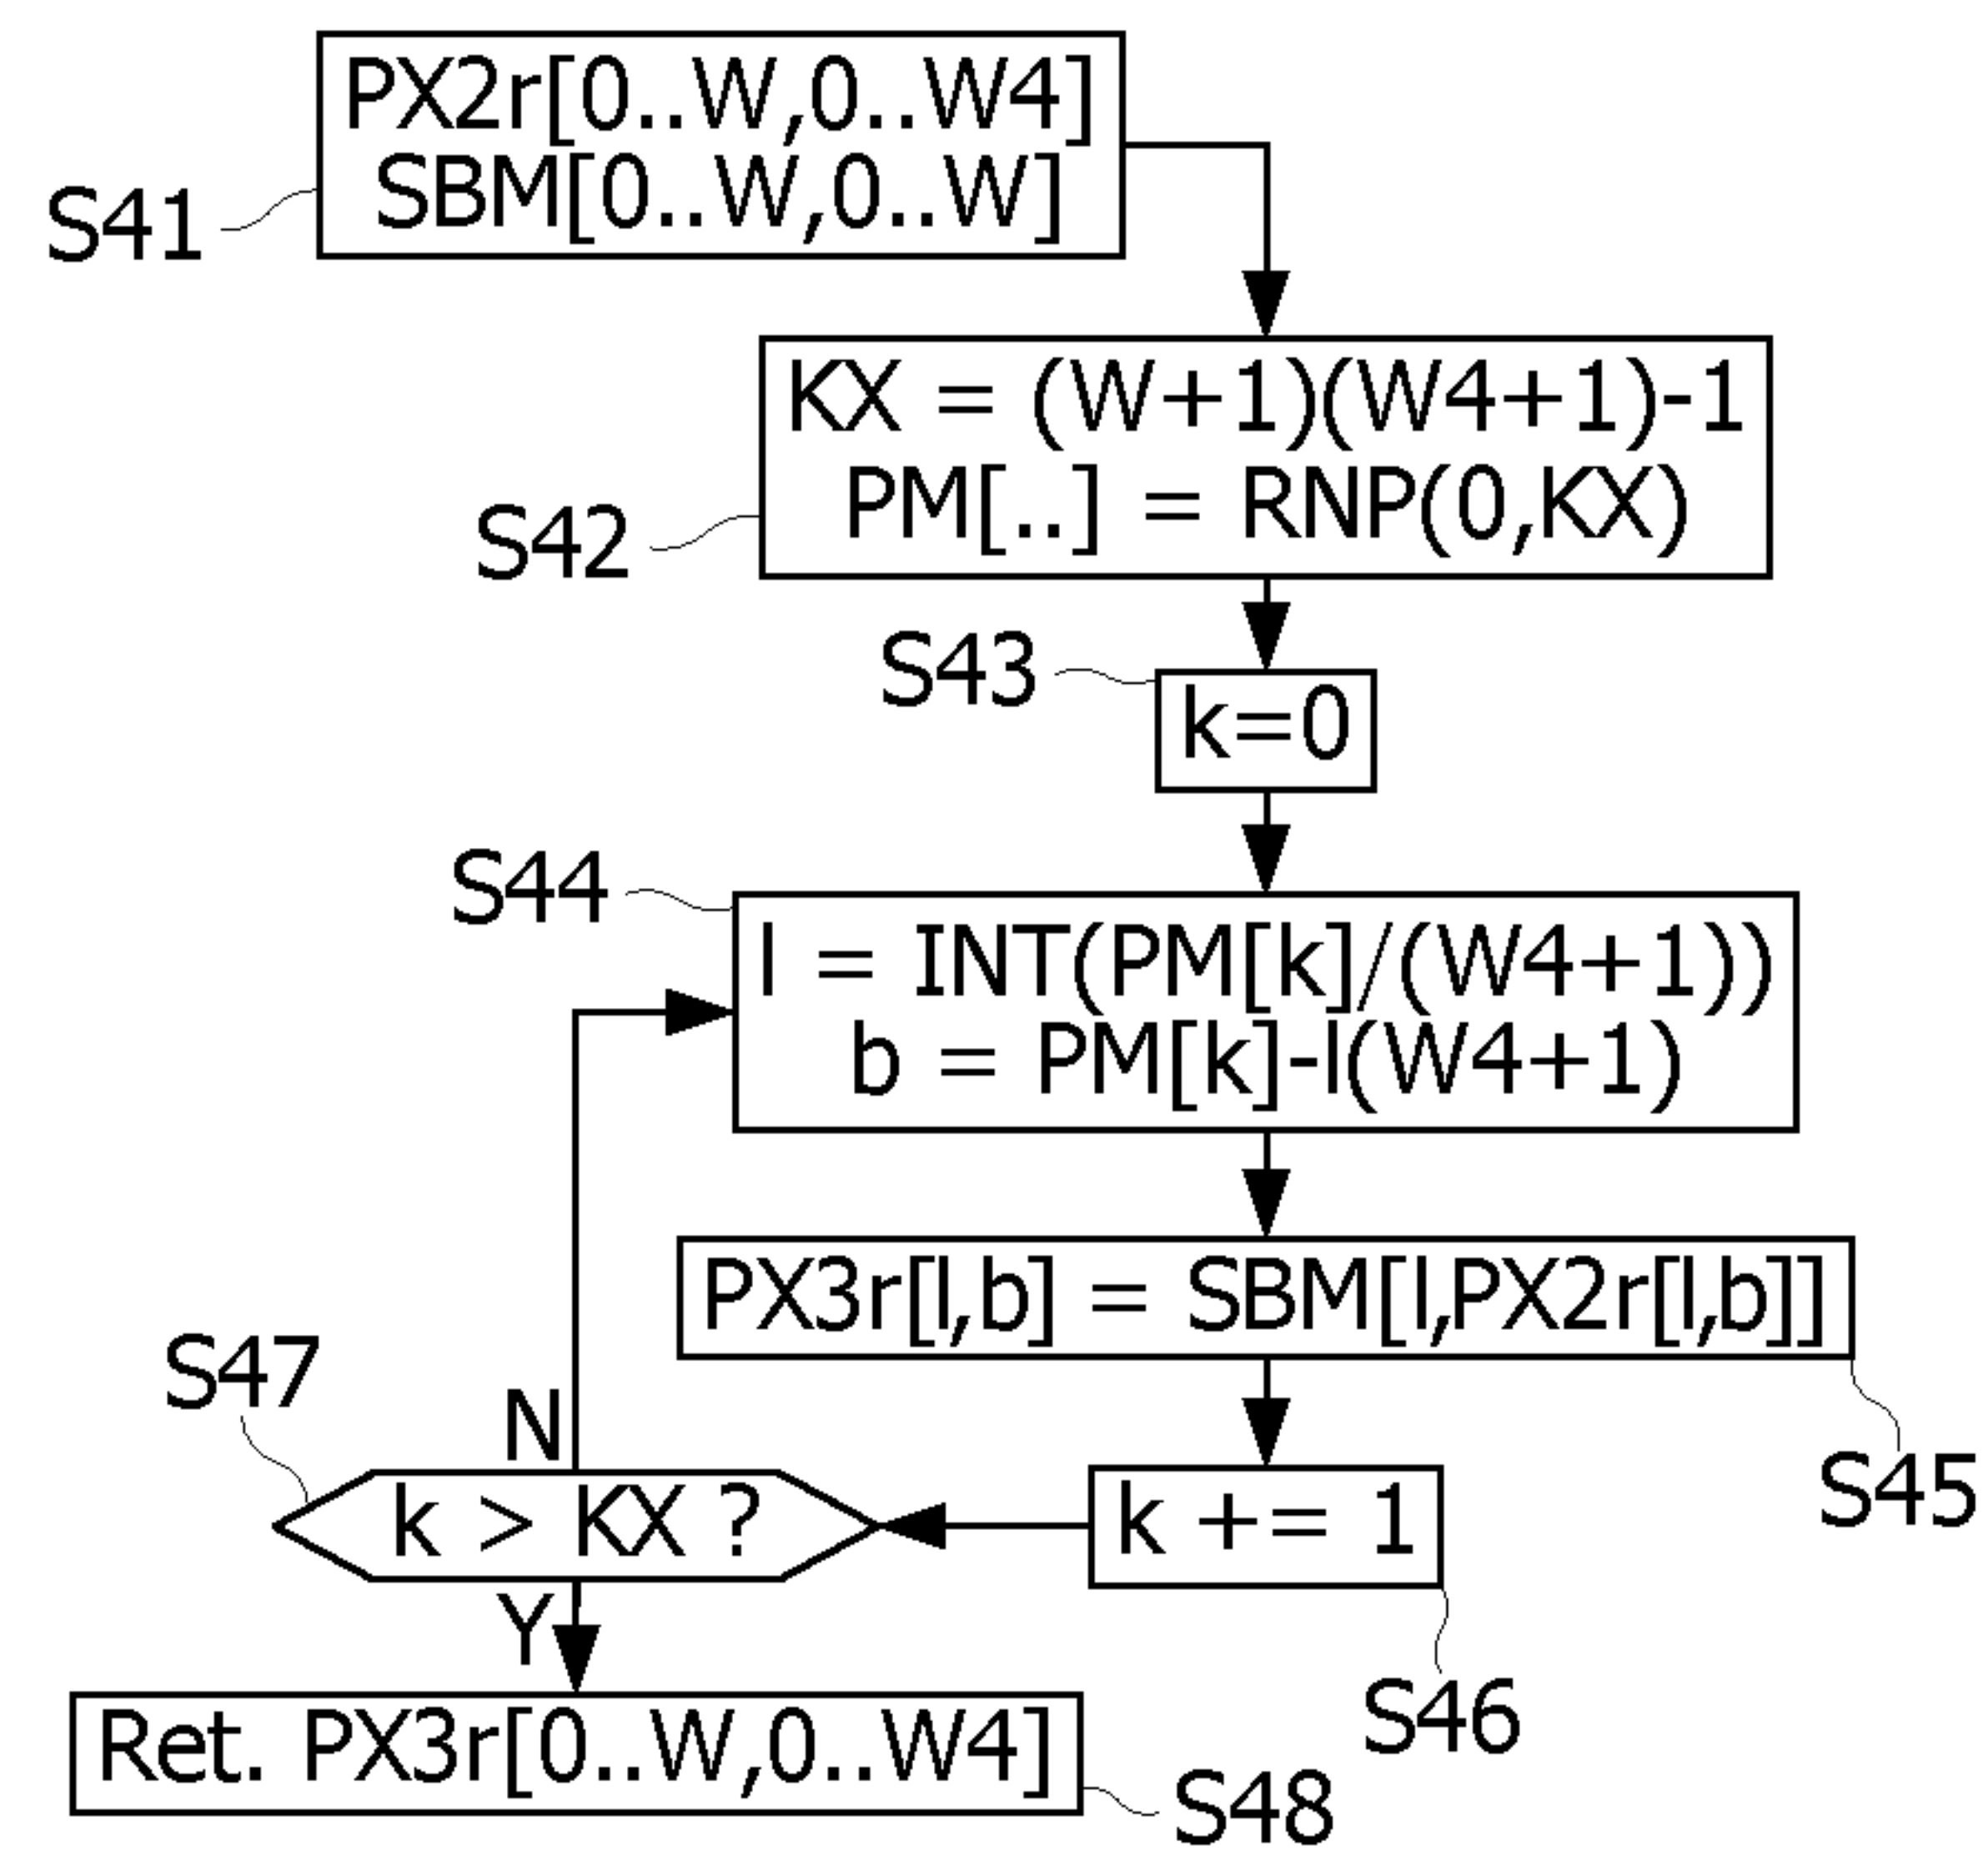 PX2r[0..W,0..W4]
SBM[0..W,0..W]
S41
KX = (W+1)(W4+1)-1
PM[..] = RNP(0,KX)
S42
S43
k=0
S44
l = INT(PM[k]/(W4+1))
b = PM[k]-l(W4+1)
PX3r[l,b] = SBM[l,PX2r[l,b]]
S45
S47
N
k > KX ?
k += 1
Y
S46
Ret. PX3r[0..W,0..W4]
S48